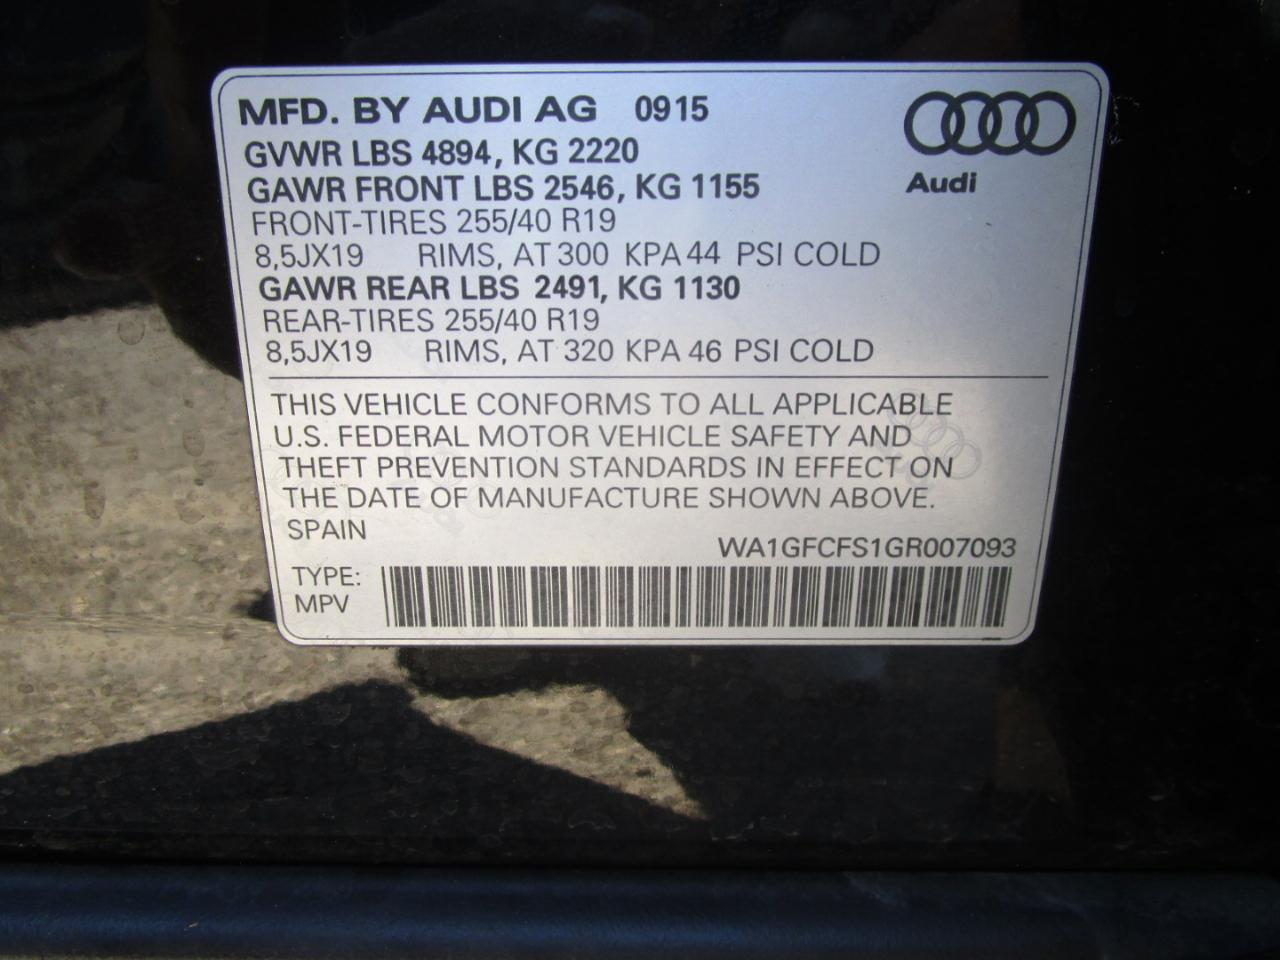 MFD. BY AUDI AG 0915
Audi
GVWR LBS 4894, KG 2220
GAWR FRONT LBS 2546, KG 1155
FRONT-TIRES 255/40 R19
8,5JX19 RIMS, AT 300 KPA 44 PSI COLD
GAWR REAR LBS 2491, KG 1130
REAR-TIRES 255/40 R19
8,5JX19 RIMS, AT 320 KPA 46 PSI COLD
THIS VEHICLE CONFORMS TO ALL APPLICABLE
U.S. FEDERAL MOTOR VEHICLE SAFETY AND
THEFT PREVENTION STANDARDS IN EFFECT ON
THE DATE OF MANUFACTURE SHOWN ABOVE.
SPAIN
WA1GFCFS1GR007093
TYPE:
MPV